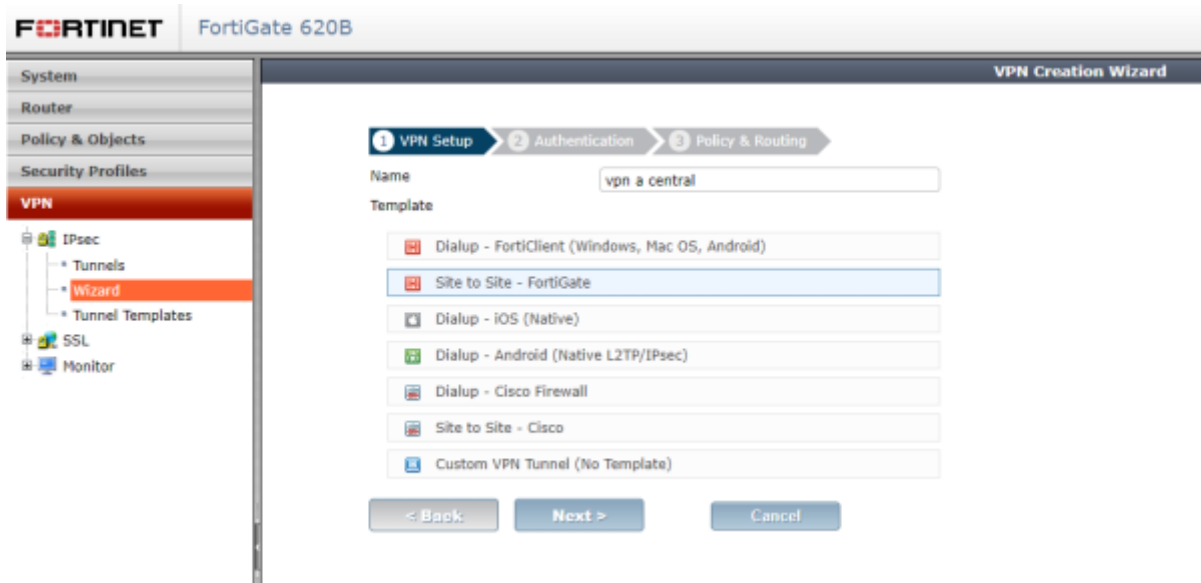 FORTINET FortiGate 620B
VPN Creation Wizard
System
Router
Policy & Objects
Security Profiles
VPN
IPsec
Tunnels
Wizard
Tunnel Templates
SSL
Monitor
1 VPN Setup 2 Authentication 3 Policy & Routing
Name vpn a central
Template
Dialup - FortiClient (Windows, Mac OS, Android)
Site to Site - FortiGate
Dialup - iOS (Native)
Dialup - Android (Native L2TP/IPsec)
Dialup - Cisco Firewall
Site to Site - Cisco
Custom VPN Tunnel (No Template)
< Back Next > Cancel